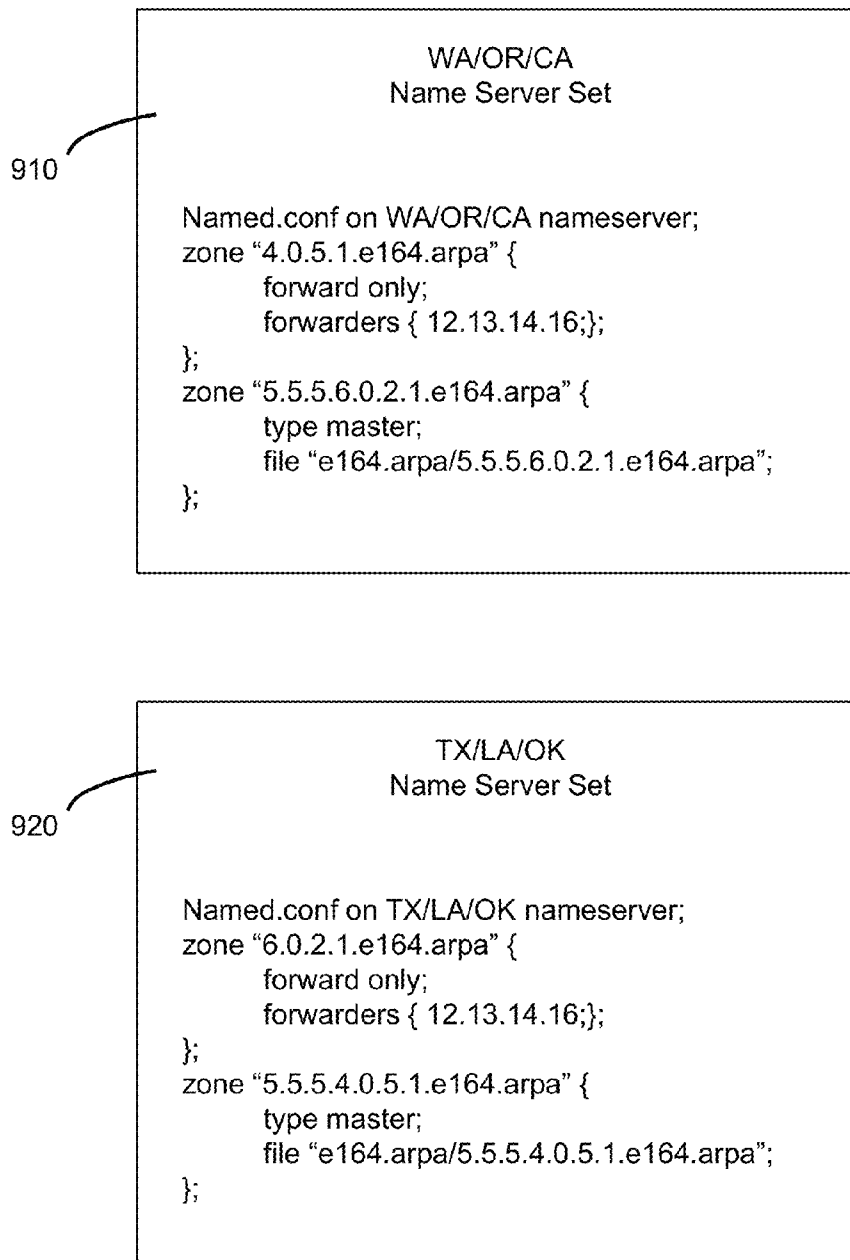 WA/OR/CA
Name Server Set
910
Named.conf on WA/OR/CA nameserver;
zone “4.0.5.1.e164.arpa” {
forward only;
forwarders { 12.13.14.16;};
};
zone “5.5.5.6.0.2.1.e164.arpa” {
type master;
file “e164.arpa/5.5.5.6.0.2.1.e164.arpa”;
};
TX/LA/OK
Name Server Set
920
Named.conf on TX/LA/OK nameserver;
zone “6.0.2.1.e164.arpa” {
forward only;
forwarders { 12.13.14.16;};
};
zone “5.5.5.4.0.5.1.e164.arpa” {
type master;
file “e164.arpa/5.5.5.4.0.5.1.e164.arpa”;
};